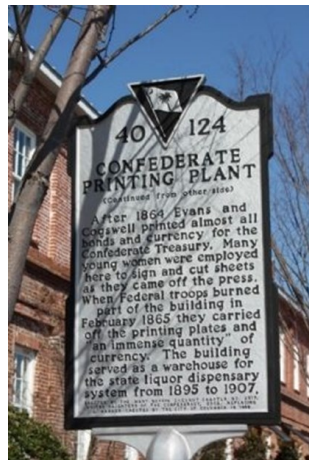 40 124
CONFEDERATE
PRINTING PLANT
(Continued from other side)
After 1864 Evans and
Cogswell printed almost all
bonds and currency for the
Confederate Treasury. Many
young women were employed
here to sign and cut sheets
as they came off the press.
When Federal troops burned
part of the building in
February 1865 they carried
off the printing plates and
"an immense quantity" of
currency. The building
served as a warehouse for
the state liquor dispensary
system from 1895 to 1907,